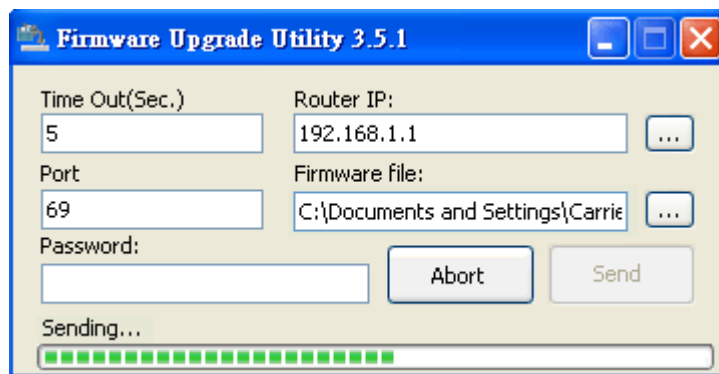 Firmware Upgrade Utility 3.5.1
Time Out(Sec.) Router IP:
5 192.168.1.1 ...
Port Firmware file:
69 C:\Documents and Settings\Carrie ...
Password:
Abort Send
Sending...